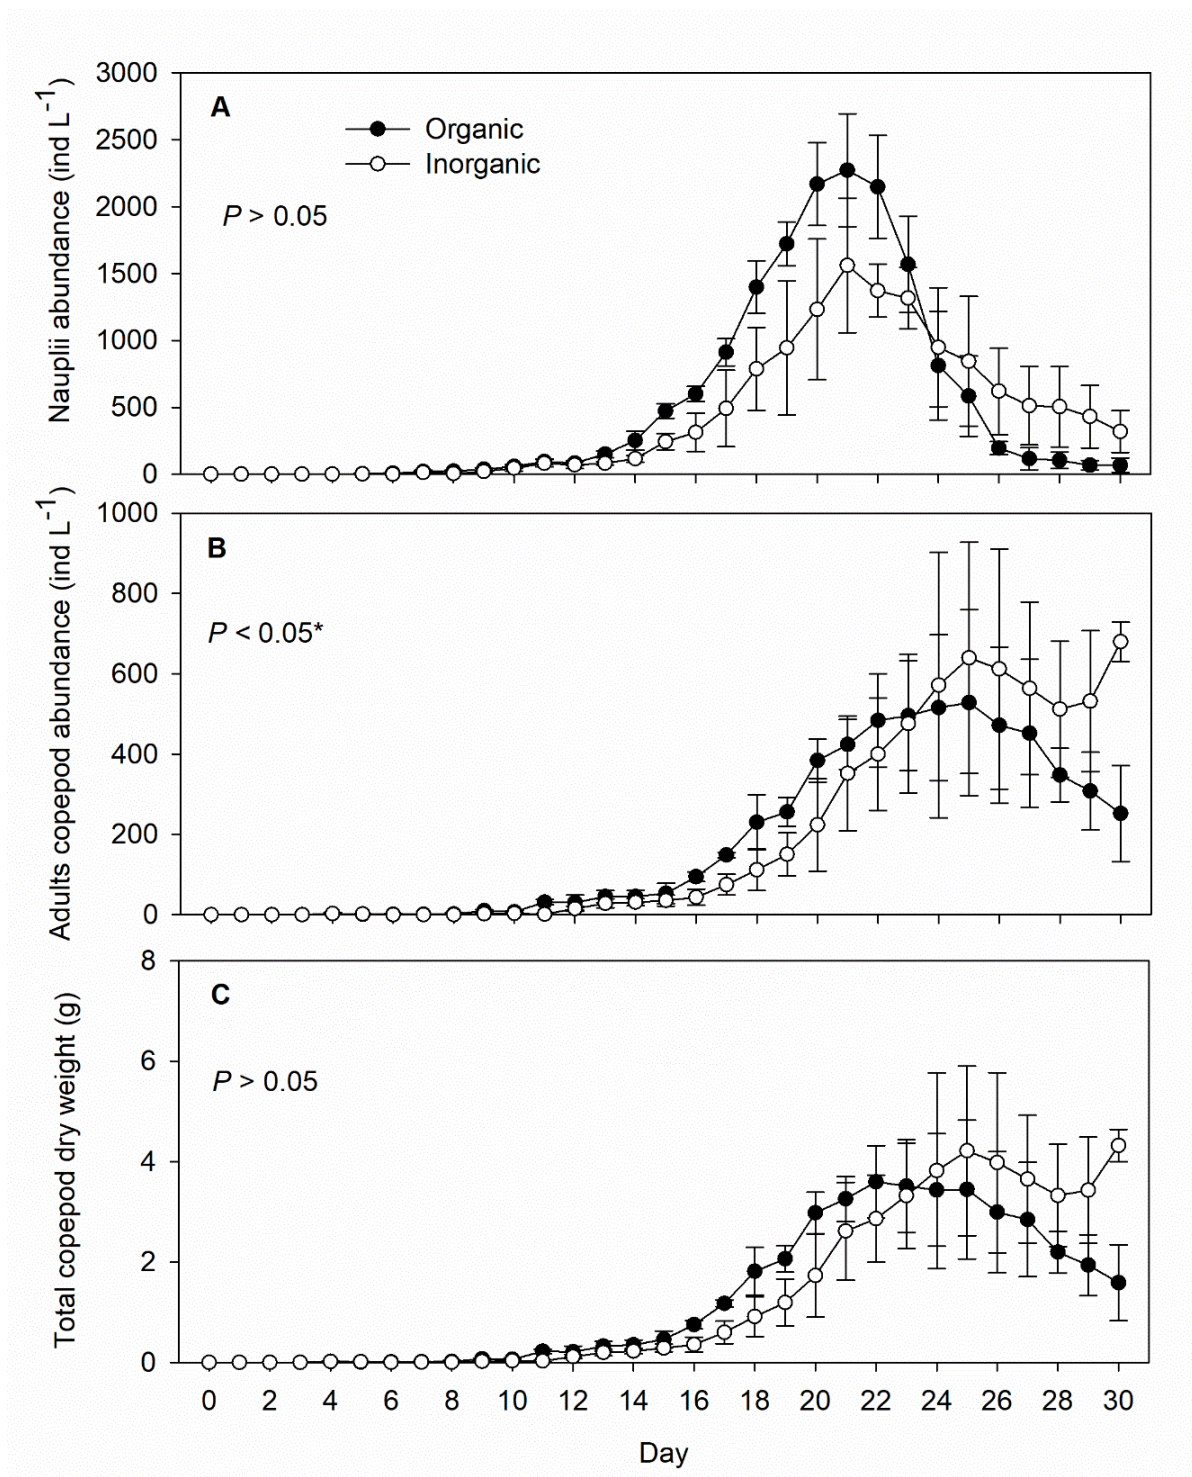 Nauplii abundance (ind L⁻¹)
3000
2500
2000
1500
1000
500
0
A
Organic
Inorganic
P > 0.05
Adults copepod abundance (ind L⁻¹)
1000
800
600
400
200
0
B
P < 0.05*
Total copepod dry weight (g)
8
6
4
2
0
C
P > 0.05
0 2 4 6 8 10 12 14 16 18 20 22 24 26 28 30
Day